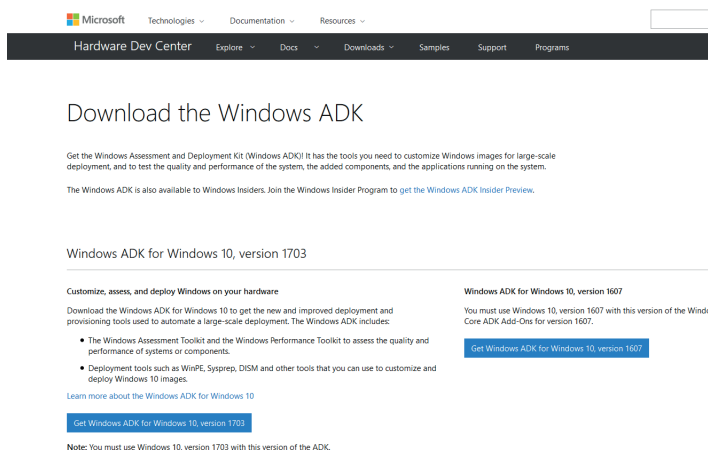 Microsoft Technologies Documentation Resources
Hardware Dev Center Explore Docs Downloads Samples Support Programs
Download the Windows ADK
Get the Windows Assessment and Deployment Kit (Windows ADK)! It has the tools you need to customize Windows images for large-scale
deployment, and to test the quality and performance of the system, the added components, and the applications running on the system.
The Windows ADK is also available to Windows Insiders. Join the Windows Insider Program to get the Windows ADK Insider Preview.
Windows ADK for Windows 10, version 1703
Customize, assess, and deploy Windows on your hardware
Download the Windows ADK for Windows 10 to get the new and improved deployment and
provisioning tools used to automate a large-scale deployment. The Windows ADK includes:
• The Windows Assessment Toolkit and the Windows Performance Toolkit to assess the quality and
performance of systems or components.
• Deployment tools such as WinPE, Sysprep, DISM and other tools that you can use to customize and
deploy Windows 10 images.
Learn more about the Windows ADK for Windows 10
Get Windows ADK for Windows 10, version 1703
Note: You must use Windows 10, version 1703 with this version of the ADK.
Windows ADK for Windows 10, version 1607
You must use Windows 10, version 1607 with this version of the
Core ADK Add-Ons for version 1607.
Get Windows ADK for Windows 10, version 1607